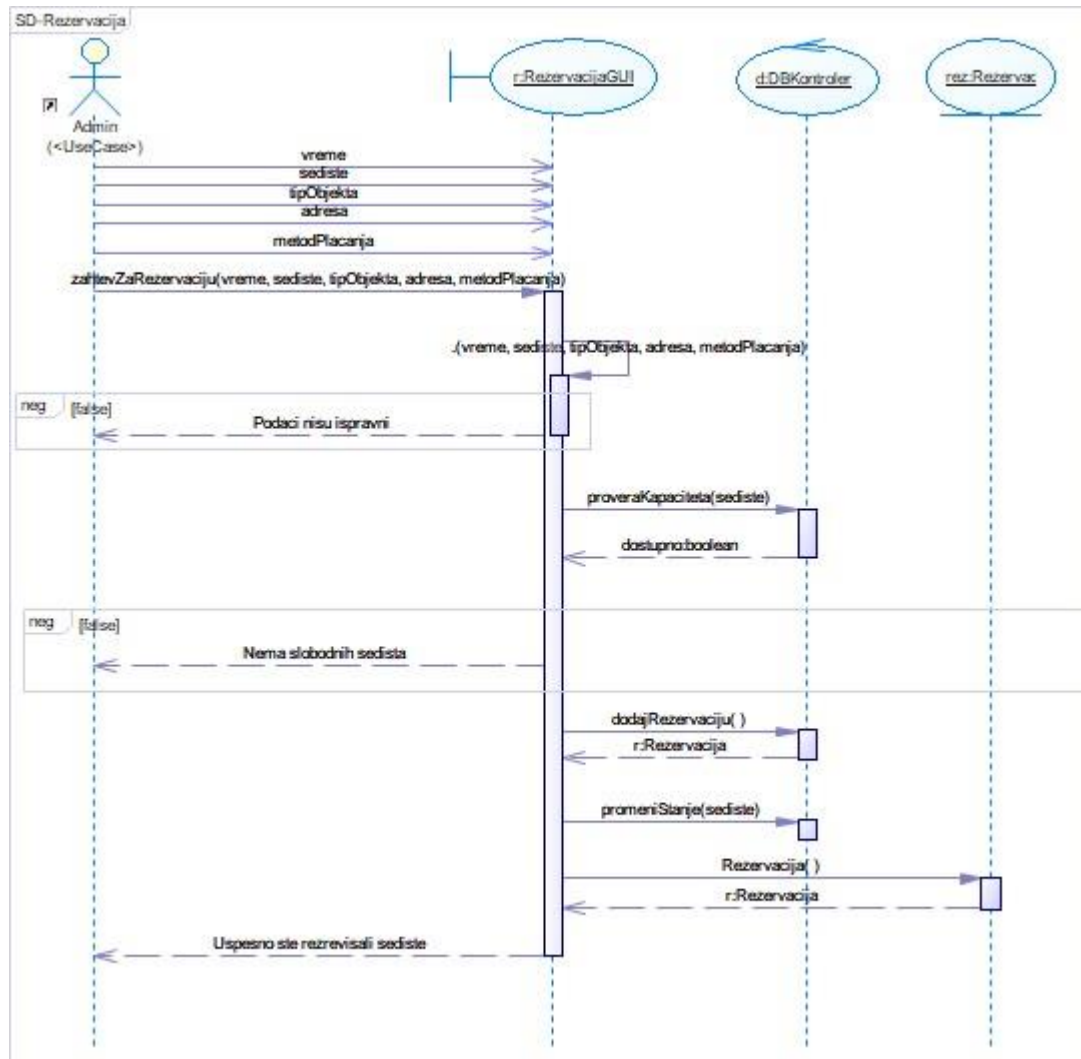 SD-Rezervacija
r:RezervacijaGUI
d:DBKontroler
rez:Rezervac
Admin
(<UseCase>)
vreme
sediste
tipObjekta
adresa
metodPlacanja
zahtevZaRezervaciju(vreme, sediste, tipObjekta, adresa, metodPlacanja)
.(vreme, sediste, tipObjekta, adresa, metodPlacanja)
neg [false]
Podaci nisu ispravni
proveraKapaciteta(sediste)
dostupno:boolean
neg [false]
Nema slobodnih sedista
dodajRezervaciju( )
r:Rezervacija
promeniStanje(sediste)
Rezervacija( )
r:Rezervacija
Uspesno ste rezrevisali sediste